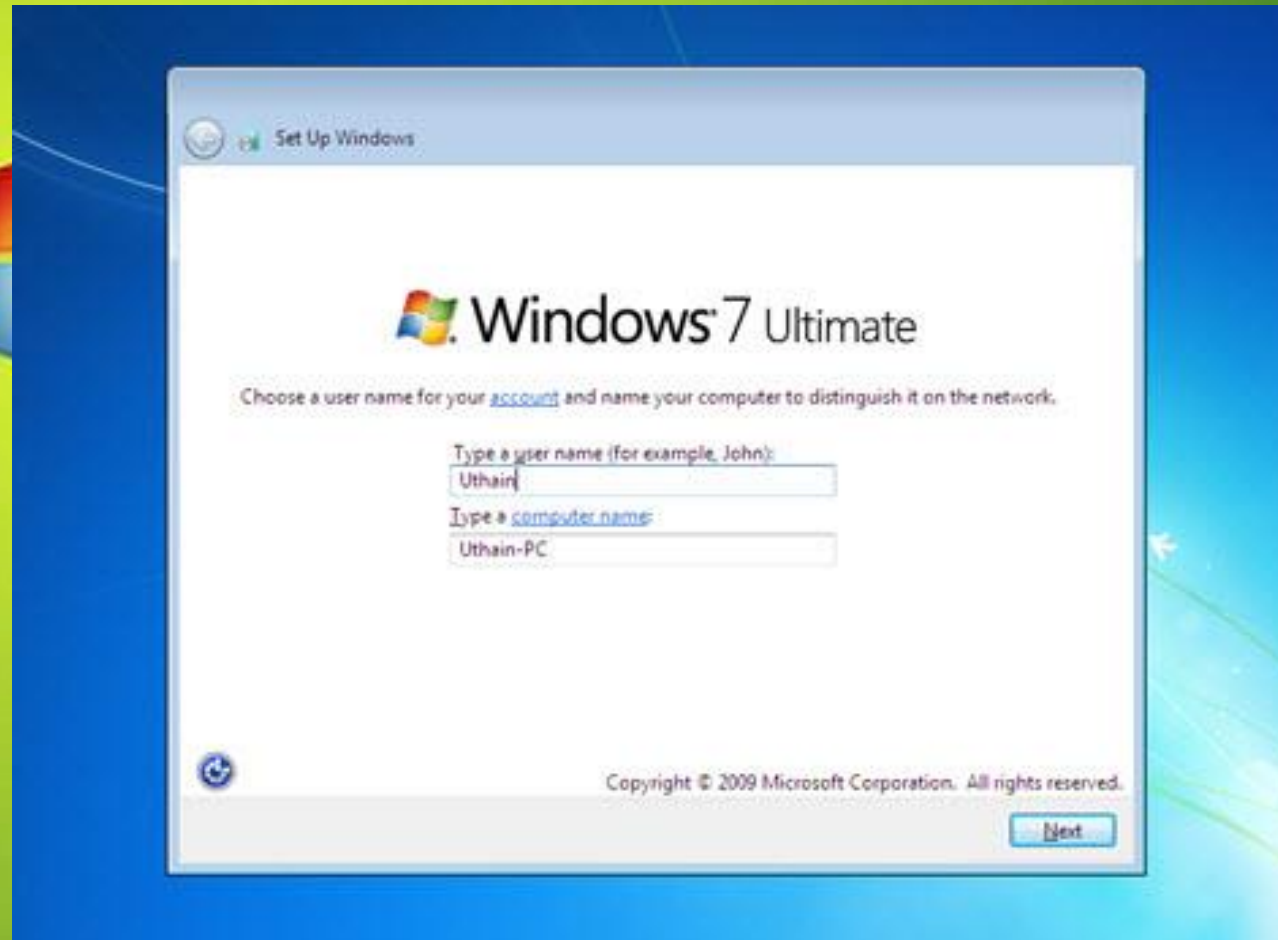 Set Up Windows
Windows 7 Ultimate
Choose a user name for your account and name your computer to distinguish it on the network.
Type a user name (for example, John):
Uthain
Type a computer name:
Uthain-PC
Copyright © 2009 Microsoft Corporation. All rights reserved.
Next